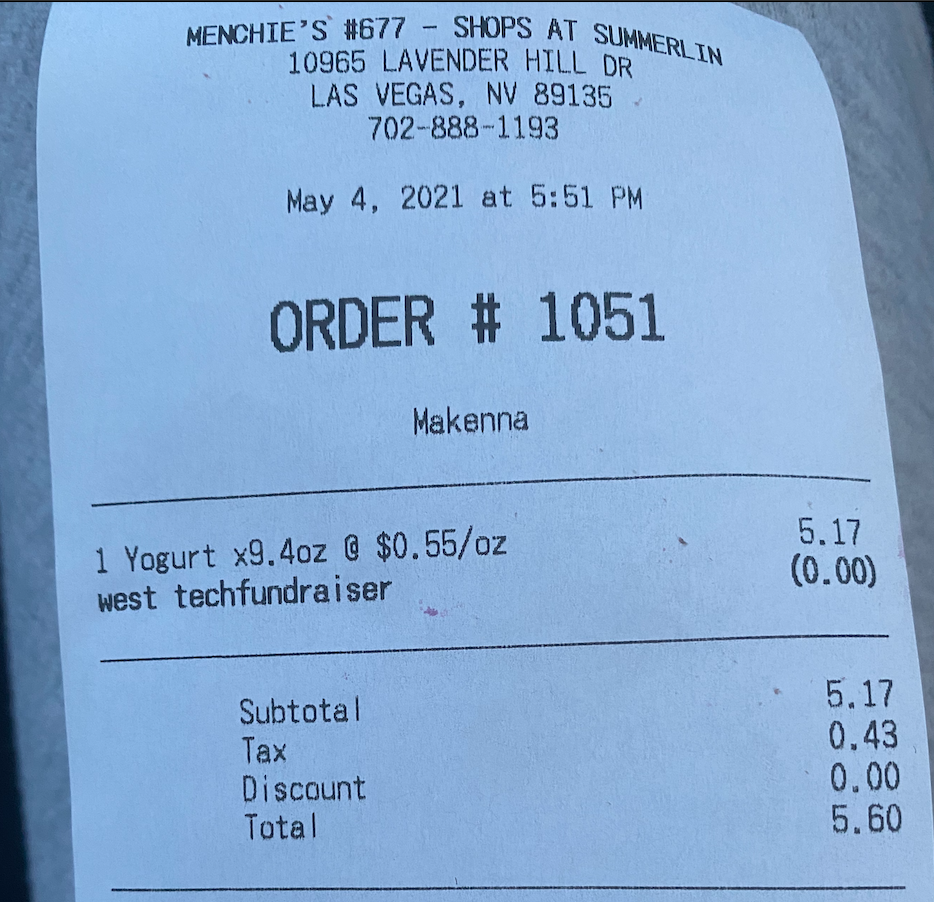 MENCHIE'S #677 - SHOPS AT SUMMERLIN
10965 LAVENDER HILL DR
LAS VEGAS, NV 89135
702-888-1193
May 4, 2021 at 5:51 PM
ORDER # 1051
Makenna
1 Yogurt x9.4oz @ $0.55/oz 5.17
west techfundraiser (0.00)
Subtotal 5.17
Tax 0.43
Discount 0.00
Total 5.60